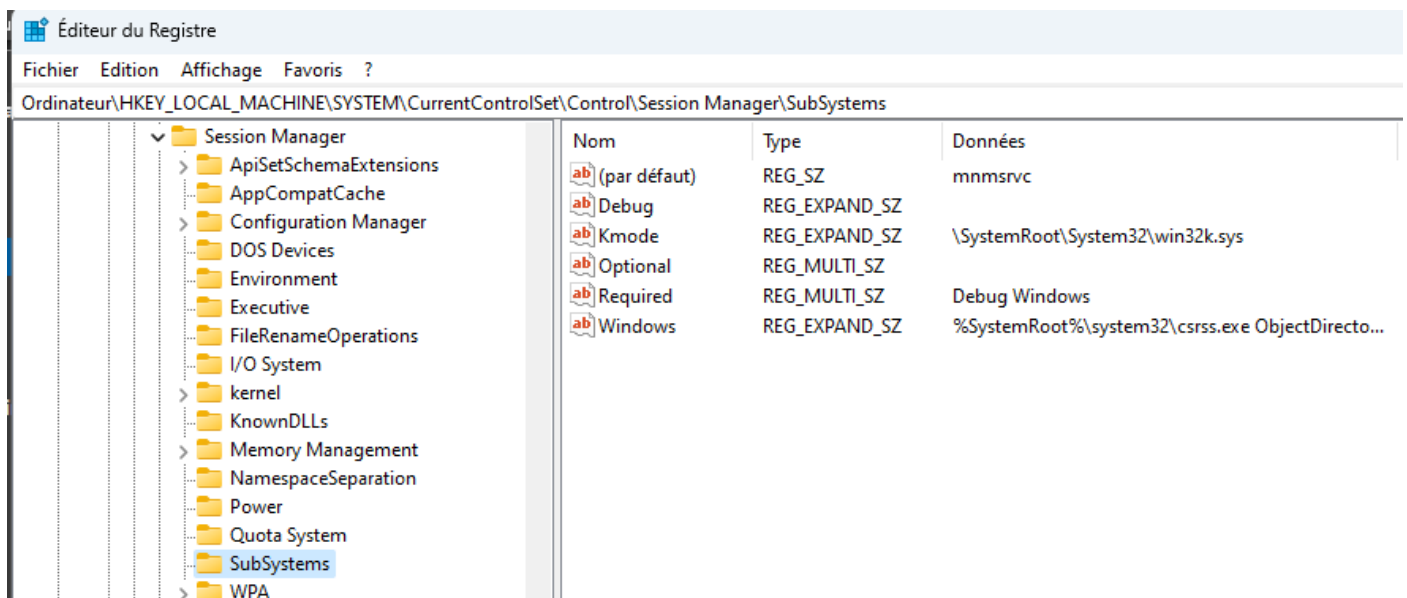 Éditeur du Registre
Fichier Edition Affichage Favoris ?
Ordinateur\HKEY_LOCAL_MACHINE\SYSTEM\CurrentControlSet\Control\Session Manager\SubSystems
Session Manager
ApiSetSchemaExtensions
AppCompatCache
Configuration Manager
DOS Devices
Environment
Executive
FileRenameOperations
I/O System
kernel
KnownDLLs
Memory Management
NamespaceSeparation
Power
Quota System
SubSystems
WPA
Nom Type Données
(par défaut) REG_SZ mnmsrvc
Debug REG_EXPAND_SZ
Kmode REG_EXPAND_SZ \SystemRoot\System32\win32k.sys
Optional REG_MULTI_SZ
Required REG_MULTI_SZ Debug Windows
Windows REG_EXPAND_SZ %SystemRoot%\system32\csrss.exe ObjectDirecto...